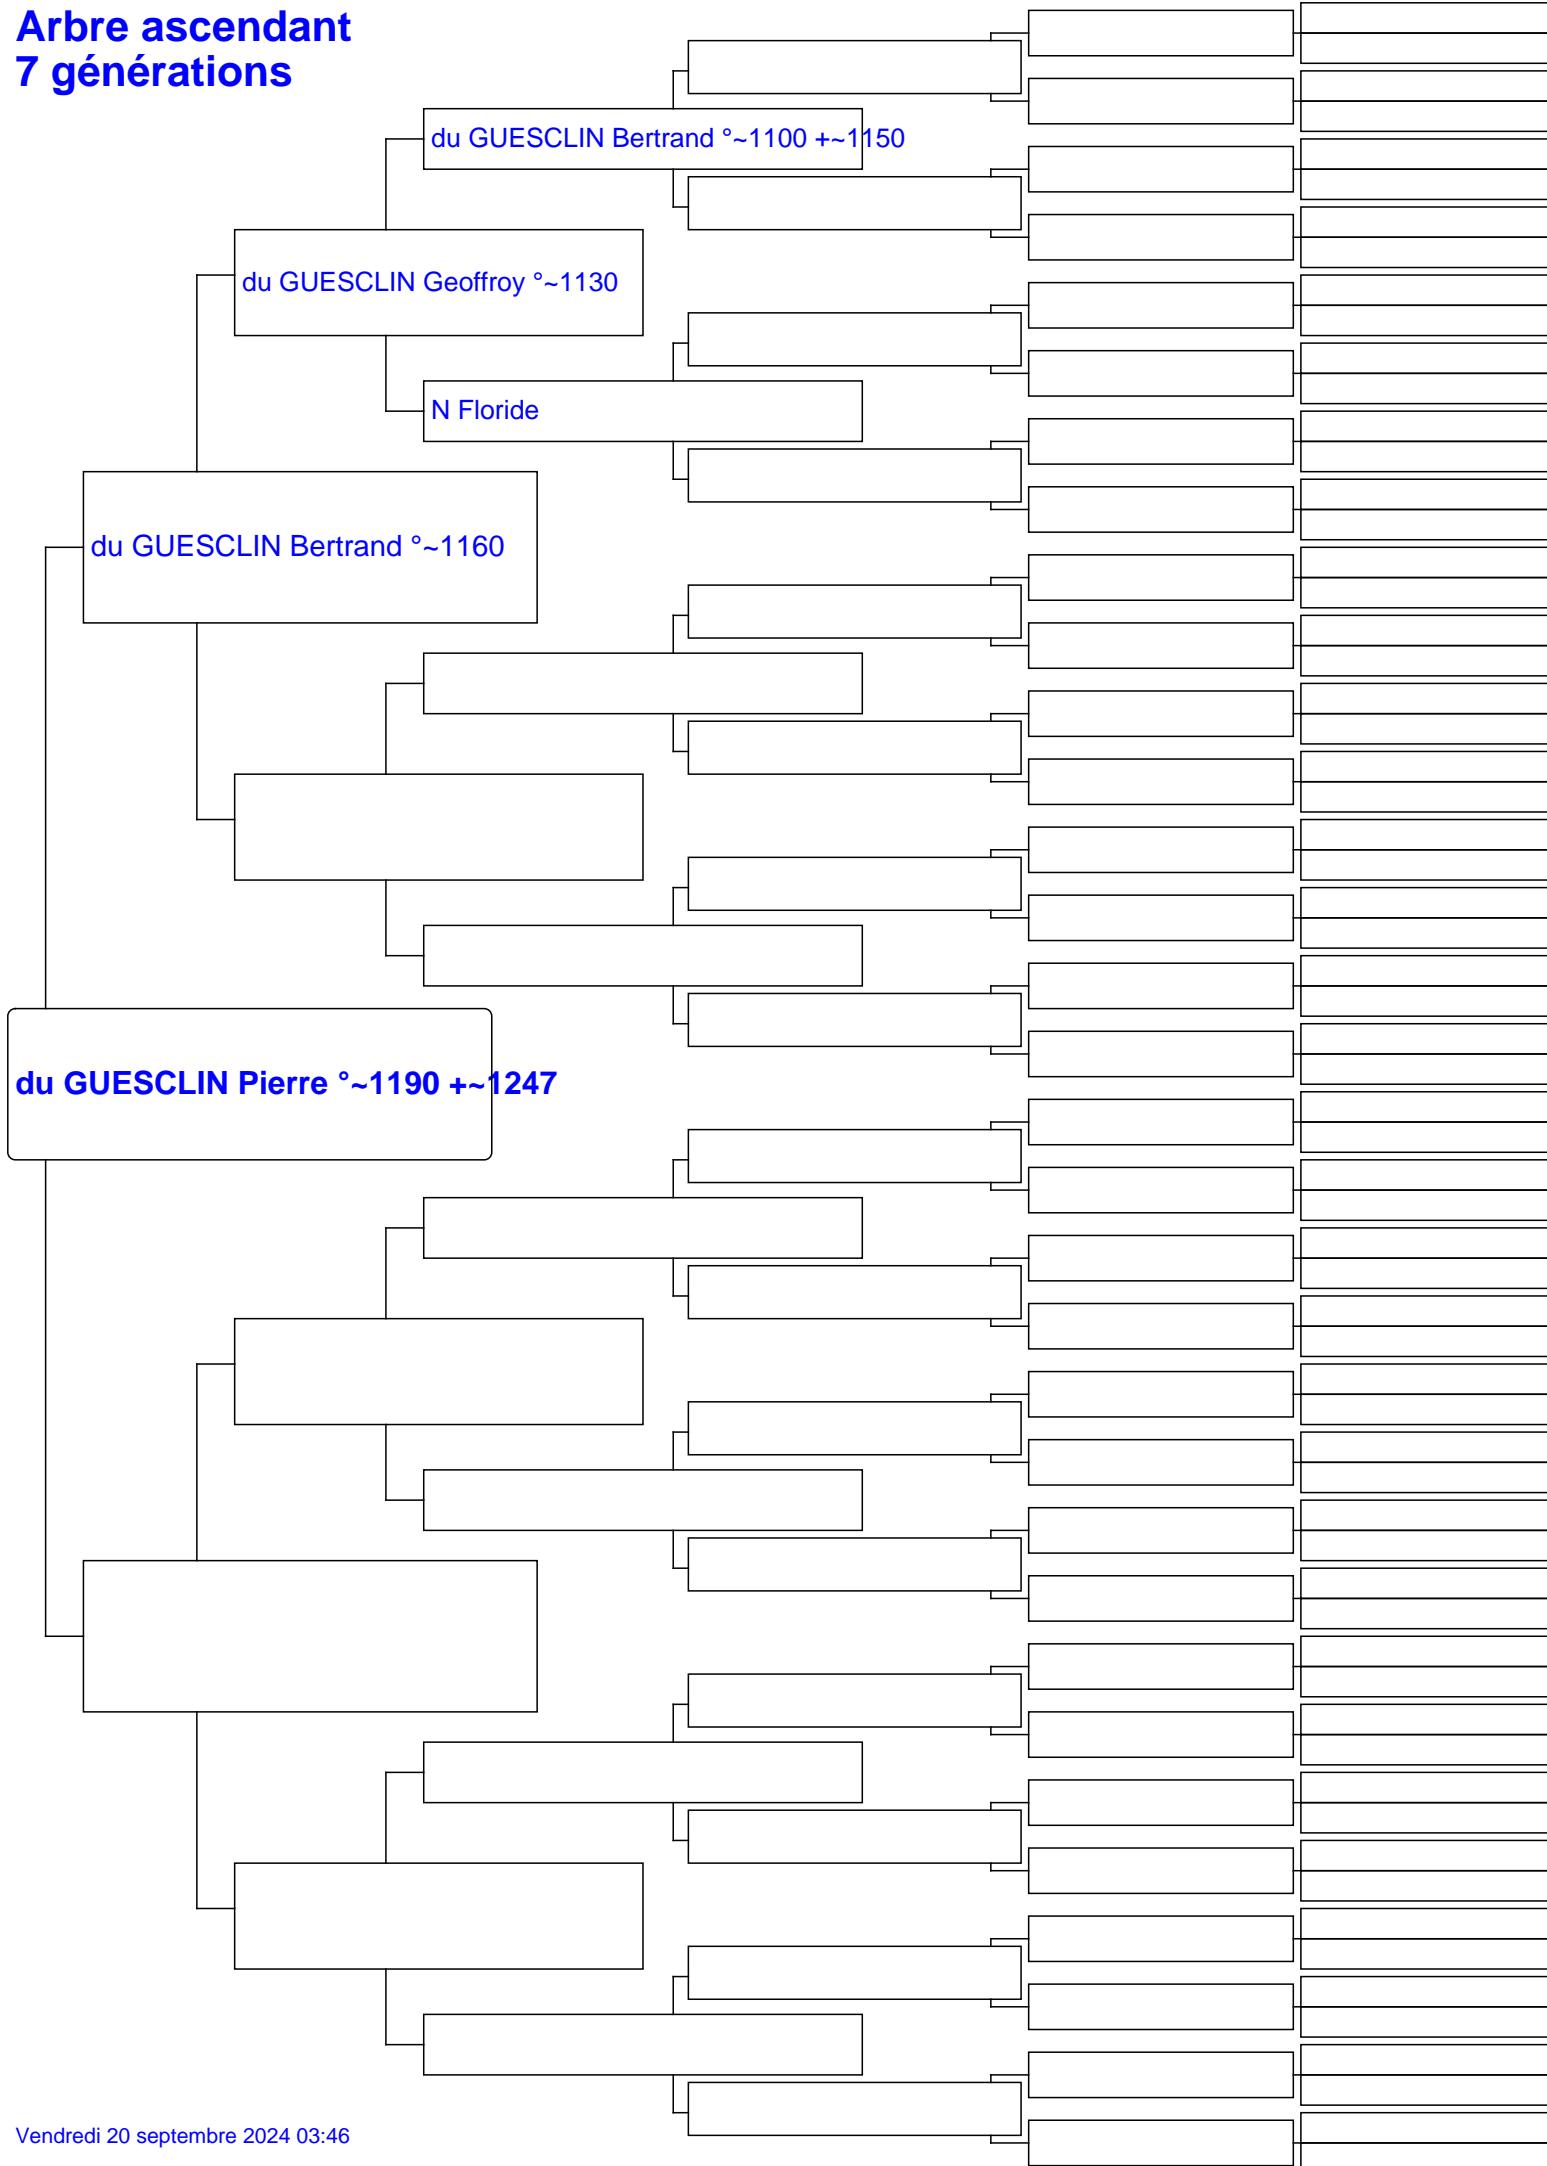 Arbre ascendant
7 générations
du GUESCLIN Bertrand °~1100 +~1150
du GUESCLIN Geoffroy °~1130
N Floride
du GUESCLIN Bertrand °~1160
du GUESCLIN Pierre °~1190 +~1247
Vendredi 20 septembre 2024 03:46